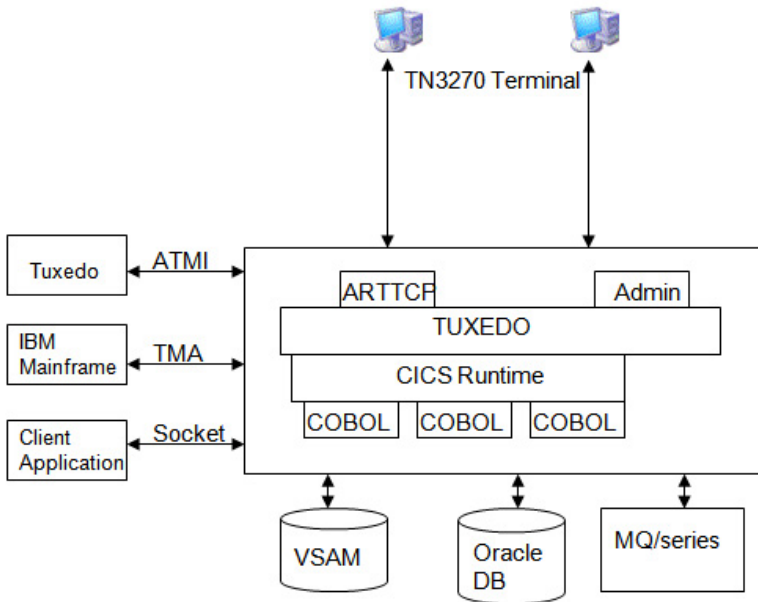 TN3270 Terminal
Tuxedo
ATMI
ARTTCP
Admin
TUXEDO
IBM
Mainframe
TMA
CICS Runtime
COBOL
COBOL
COBOL
Client
Application
Socket
VSAM
Oracle
DB
MQ/series